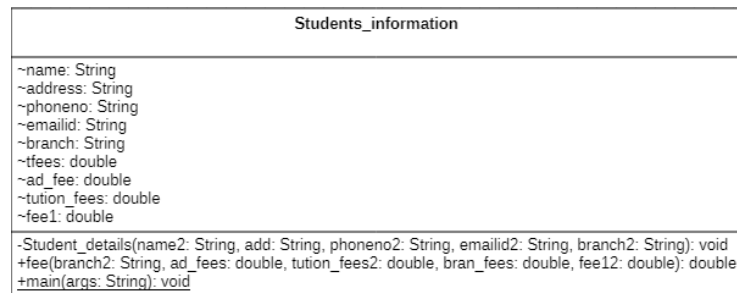 Students_information
~name: String
~address: String
~phoneno: String
~emailid: String
~branch: String
~tfees: double
~ad_fee: double
~tution_fees: double
~fee1: double
-Student_details(name2: String, add: String, phoneno2: String, emailid2: String, branch2: String): void
+fee(branch2: String, ad_fees: double, tution_fees2: double, bran_fees: double, fee12: double): double
+main(args: String): void